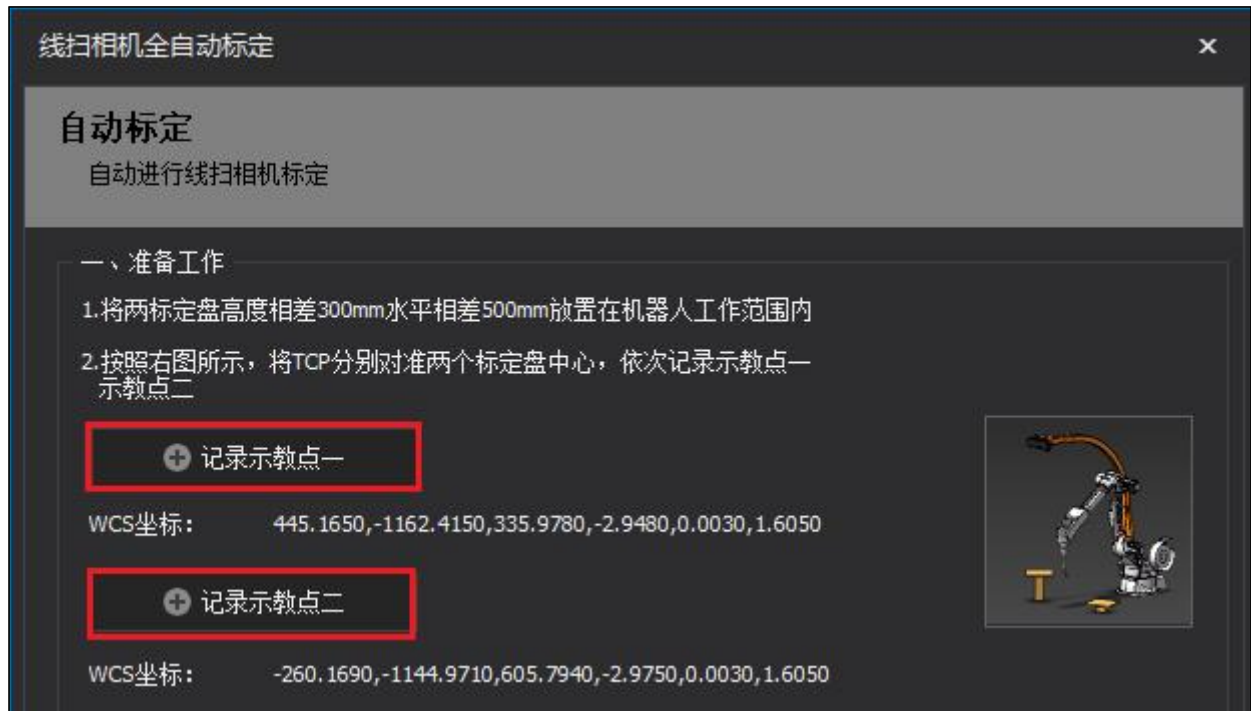 线扫相机全自动标定
×
自动标定
自动进行线扫相机标定
一、准备工作
1.将两标定盘高度相差300mm水平相差500mm放置在机器人工作范围内
2.按照右图所示，将TCP分别对准两个标定盘中心，依次记录示教点一
示教点二
记录示教点一
WCS坐标： 445.1650,-1162.4150,335.9780,-2.9480,0.0030,1.6050
记录示教点二
WCS坐标： -260.1690,-1144.9710,605.7940,-2.9750,0.0030,1.6050